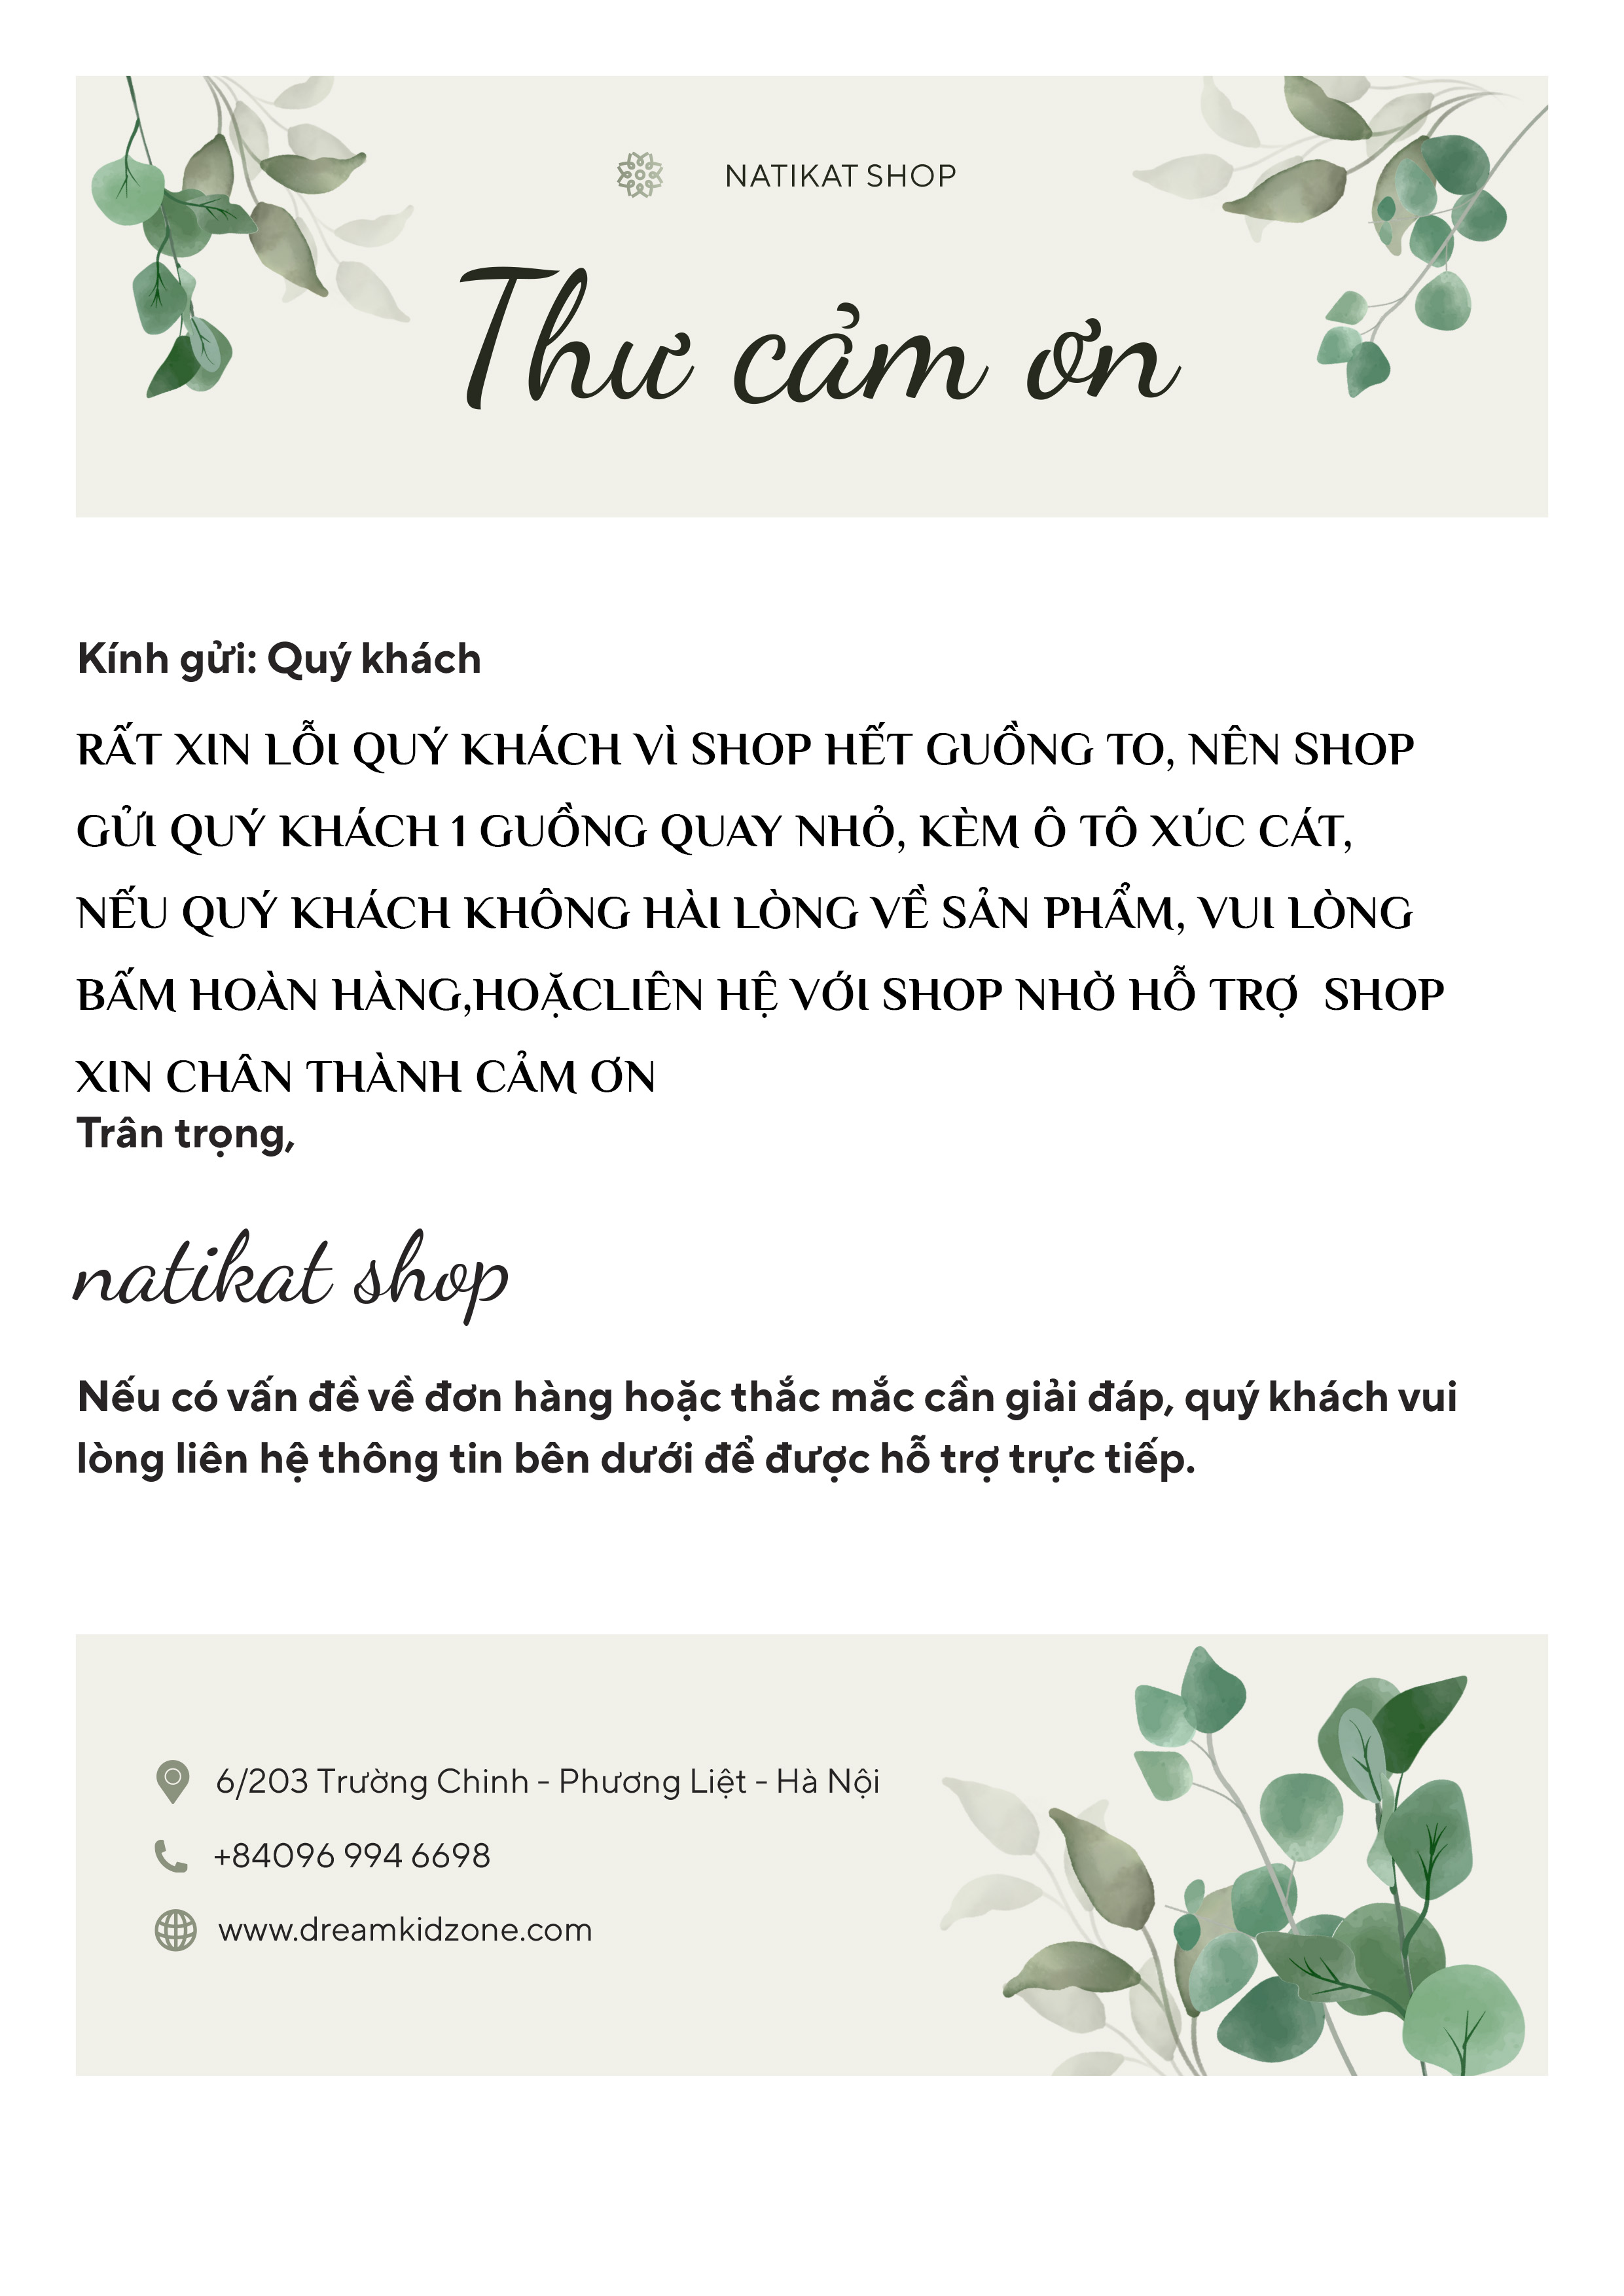 NATIKAT SHOP
Thư cảm ơn
Kính gửi: Quý khách
RẤT XIN LỖI QUÝ KHÁCH VÌ SHOP HẾT GUỒNG TO, NÊN SHOP
GỬI QUÝ KHÁCH 1 GUỒNG QUAY NHỎ, KÈM Ô TÔ XÚC CÁT,
NẾU QUÝ KHÁCH KHÔNG HÀI LÒNG VỀ SẢN PHẨM, VUI LÒNG
BẤM HOÀN HÀNG,HOẶCLIÊN HỆ VỚI SHOP NHỜ HỖ TRỢ  SHOP
XIN CHÂN THÀNH CẢM ƠN
Trân trọng,
natikat shop
Nếu có vấn đề về đơn hàng hoặc thắc mắc cần giải đáp, quý khách vui
lòng liên hệ thông tin bên dưới để được hỗ trợ trực tiếp.
6/203 Trường Chinh - Phương Liệt - Hà Nội
+84096 994 6698
www.dreamkidzone.com